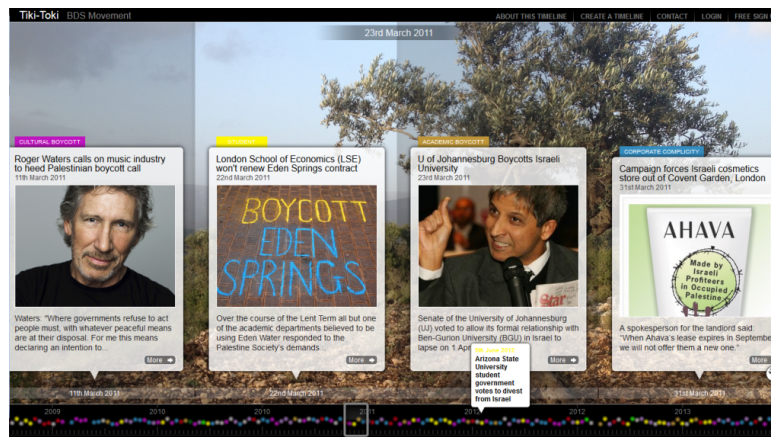 Tiki-Toki BDS Movement
ABOUT THIS TIMELINE CREATE A TIMELINE CONTACT LOGIN FREE SIGN
23rd March 2011
CULTURAL BOYCOTT
Roger Waters calls on music industry
to heed Palestinian boycott call
11th March 2011
Waters: "Where governments refuse to act
people must, with whatever peaceful means
are at their disposal. For me this means
declaring an intention to...
More
STUDENT
London School of Economics (LSE)
won't renew Eden Springs contract
22nd March 2011
BOYCOTT
EDEN
SPRINGS
Over the course of the Lent Term all but one
of the academic departments believed to be
using Eden Water responded to the
Palestine Society's demands...
More
ACADEMIC BOYCOTT
U of Johannesburg Boycotts Israeli
University
23rd March 2011
Star
Senate of the University of Johannesburg
(UJ) voted to allow its formal relationship with
Ben-Gurion University (BGU) in Israel to
lapse on 1 Apr
More
CORPORATE COMPLICITY
Campaign forces Israeli cosmetics
store out of Covent Garden, London
31st March 2011
AHAVA
Made by
Israeli
Profiteers
in Occupied
Palestine
A spokesperson for the landlord said:
"When Ahava's lease expires in Septembe
we will not offer them a new one."
More
Arizona State
University
student
government
votes to divest
from Israel
11th March 2011
22nd March 2011
31st March 2011
2009 2010 2010 2011 2012 2013